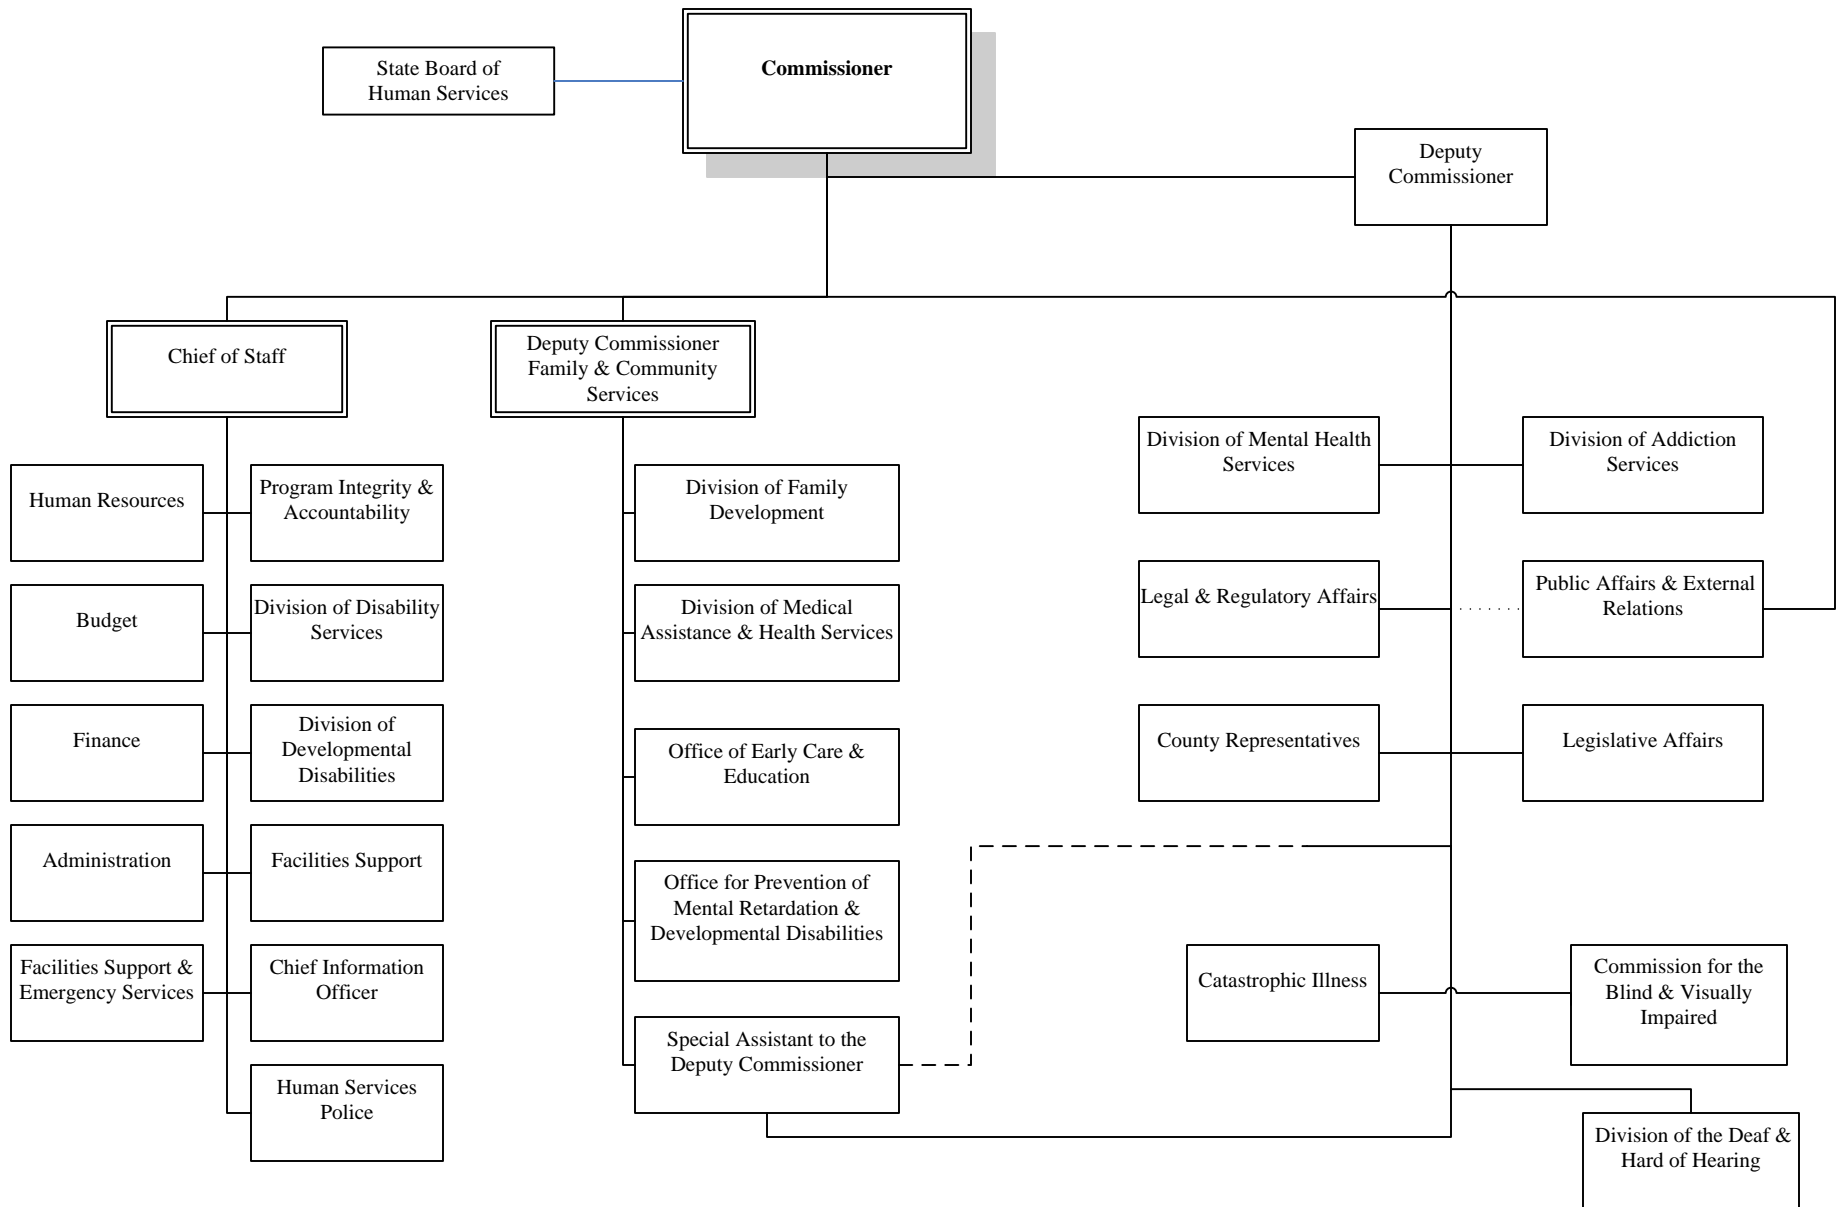 State Board of
Human Services
Commissioner
Deputy
Commissioner
Chief of Staff
Deputy Commissioner
Family & Community
Services
Human Resources
Program Integrity &
Accountability
Budget
Division of Disability
Services
Finance
Division of
Developmental
Disabilities
Administration
Facilities Support
Facilities Support &
Emergency Services
Chief Information
Officer
Human Services
Police
Division of Family
Development
Division of Medical
Assistance & Health Services
Office of Early Care &
Education
Office for Prevention of
Mental Retardation &
Developmental Disabilities
Special Assistant to the
Deputy Commissioner
Division of Mental Health
Services
Division of Addiction
Services
Legal & Regulatory Affairs
Public Affairs & External
Relations
County Representatives
Legislative Affairs
Catastrophic Illness
Commission for the
Blind & Visually
Impaired
Division of the Deaf &
Hard of Hearing